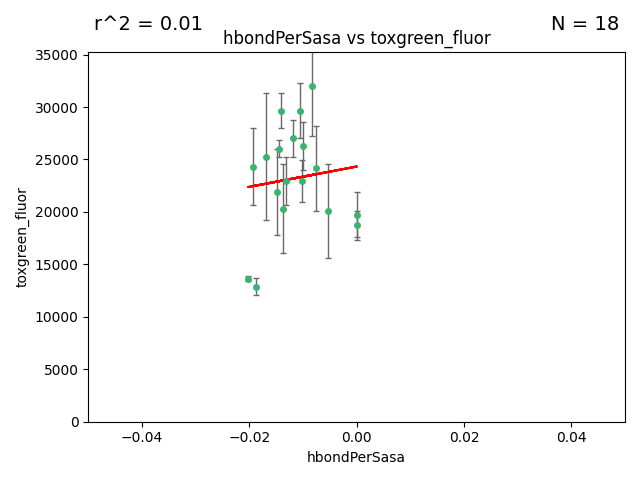 r^2 = 0.01
N = 18
hbondPerSasa vs toxgreen_fluor
35000
30000
25000
20000
15000
10000
5000
0
toxgreen_fluor
−0.04
−0.02
0.00
0.02
0.04
hbondPerSasa